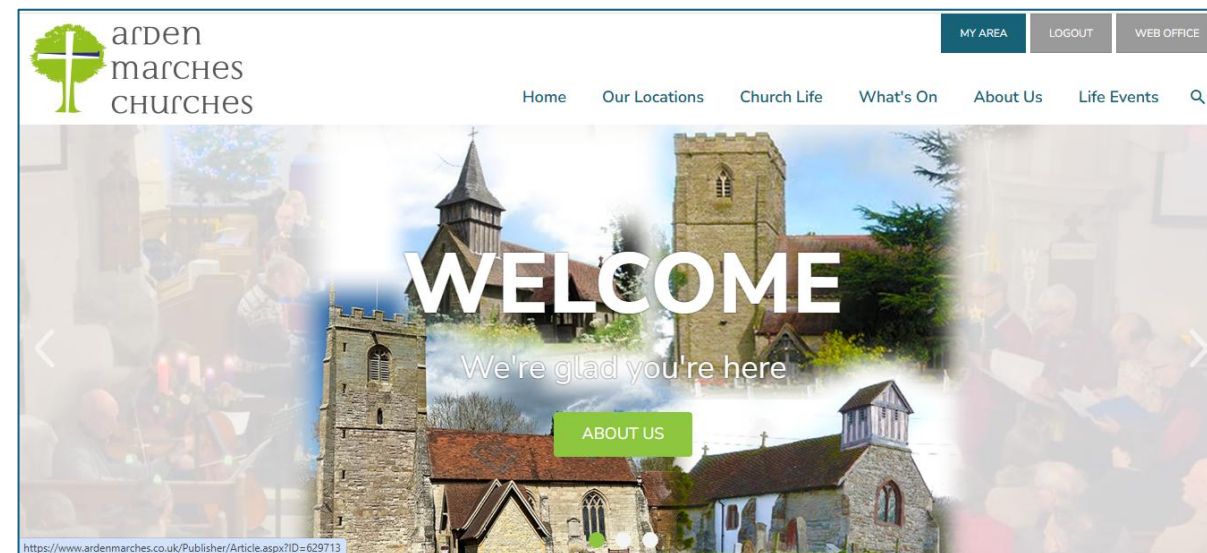 arden
marches
churches
MY AREA LOGOUT WEB OFFICE
Home Our Locations Church Life What's On About Us Life Events
WELCOME
We're glad you're here
ABOUT US
https://www.ardenmarches.co.uk/Publisher/Article.aspx?ID=629713